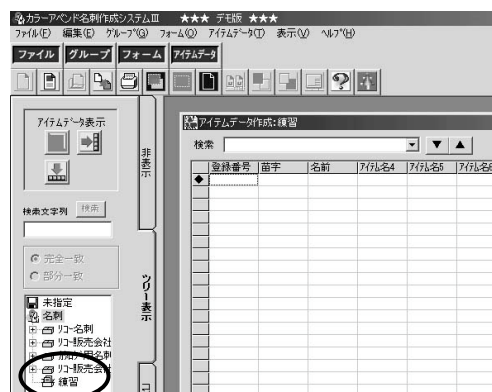 カラーアペンド名刺作成システムⅢ ★★★ デモ版 ★★★
ファイル(F) 編集(E) グループ(G) フォーム(O) アイテムデータ(T) 表示(V) ヘルプ(H)
ファイル グループ フォーム アイテムデータ
アイテムデータ表示
検索文字列 検索
完全一致
部分一致
未指定
名刺
リコー名刺
リコー販売会社
リコー販売会社
練習
非表示
ツリー表示
アイテムデータ作成:練習
検索
登録番号 苗字 名前 アイテム名4 アイテム名5 アイテム名6